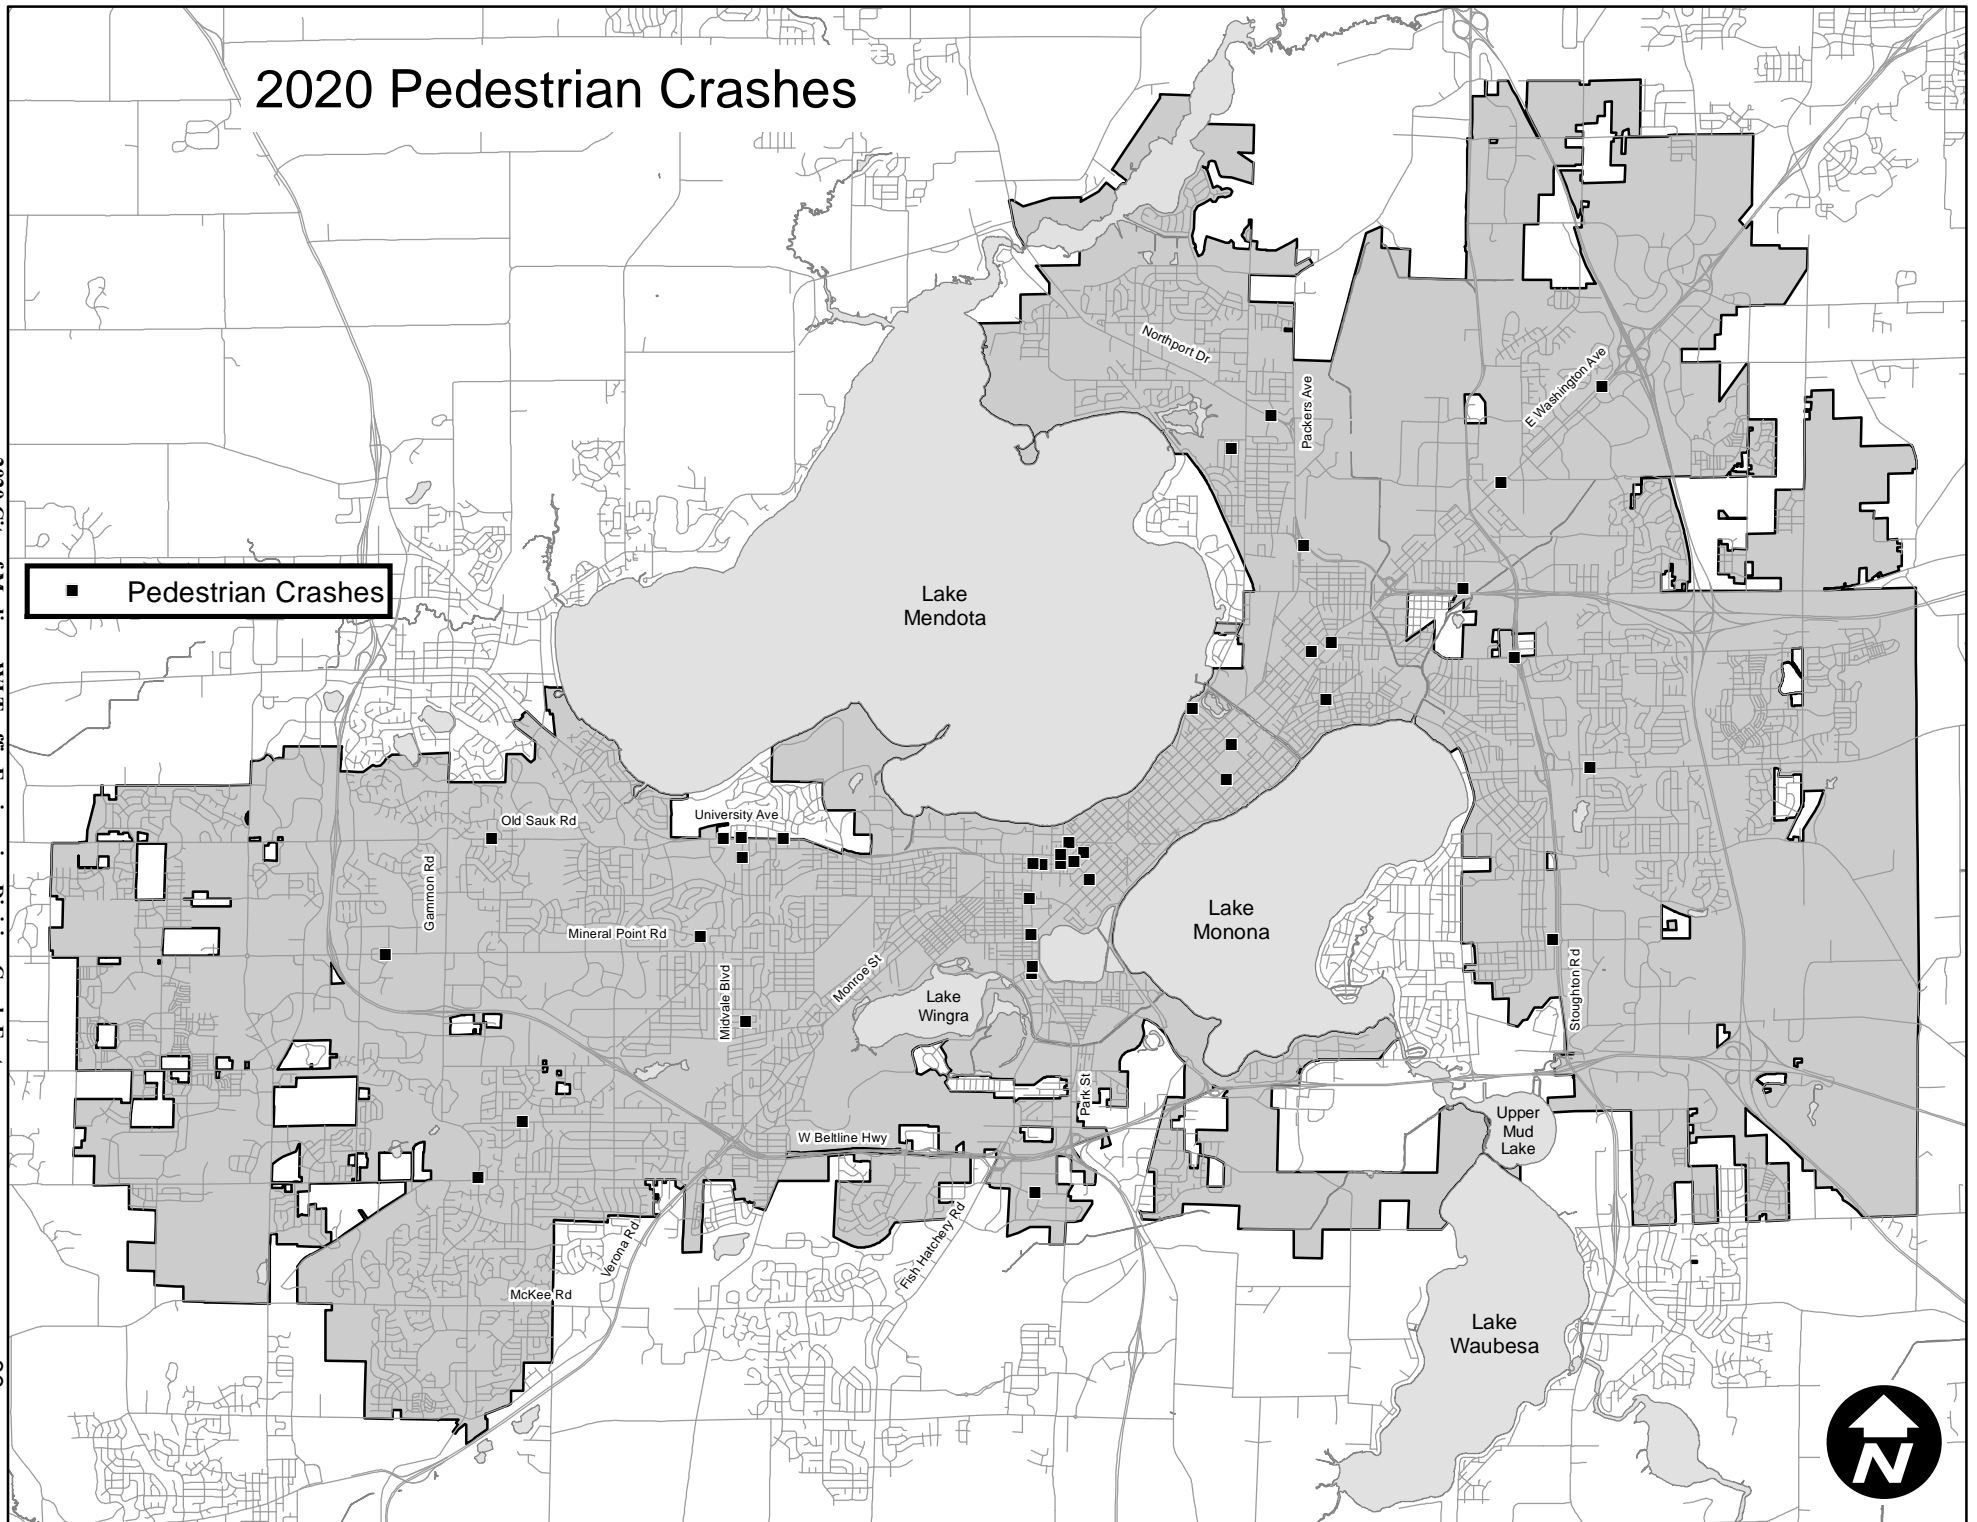 2020 Pedestrian Crashes
Northport Dr
Packers Ave
E Washington Ave
Pedestrian Crashes
Lake
Mendota
Old Sauk Rd
University Ave
Gammon Rd
Mineral Point Rd
Midvale Blvd
Monroe St
Lake
Wingra
Lake
Monona
Stoughton Rd
Park St
W Beltline Hwy
Upper
Mud
Lake
Verona Rd
Fish Hatchery Rd
McKee Rd
Lake
Waubesa
N